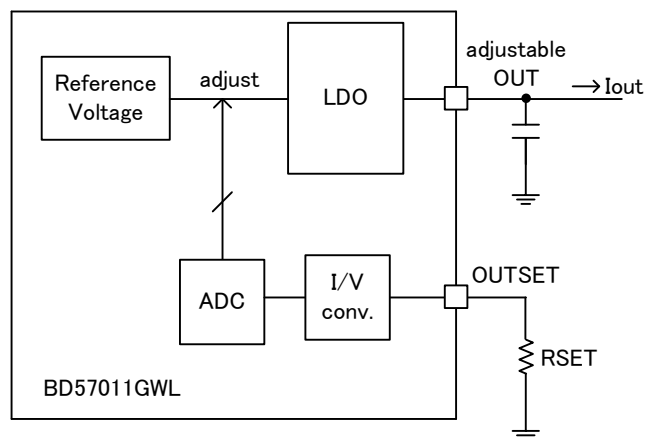 adjustable
OUT
Iout
Reference
Voltage
adjust
LDO
OUTSET
ADC
I/V
conv.
RSET
BD57011GWL